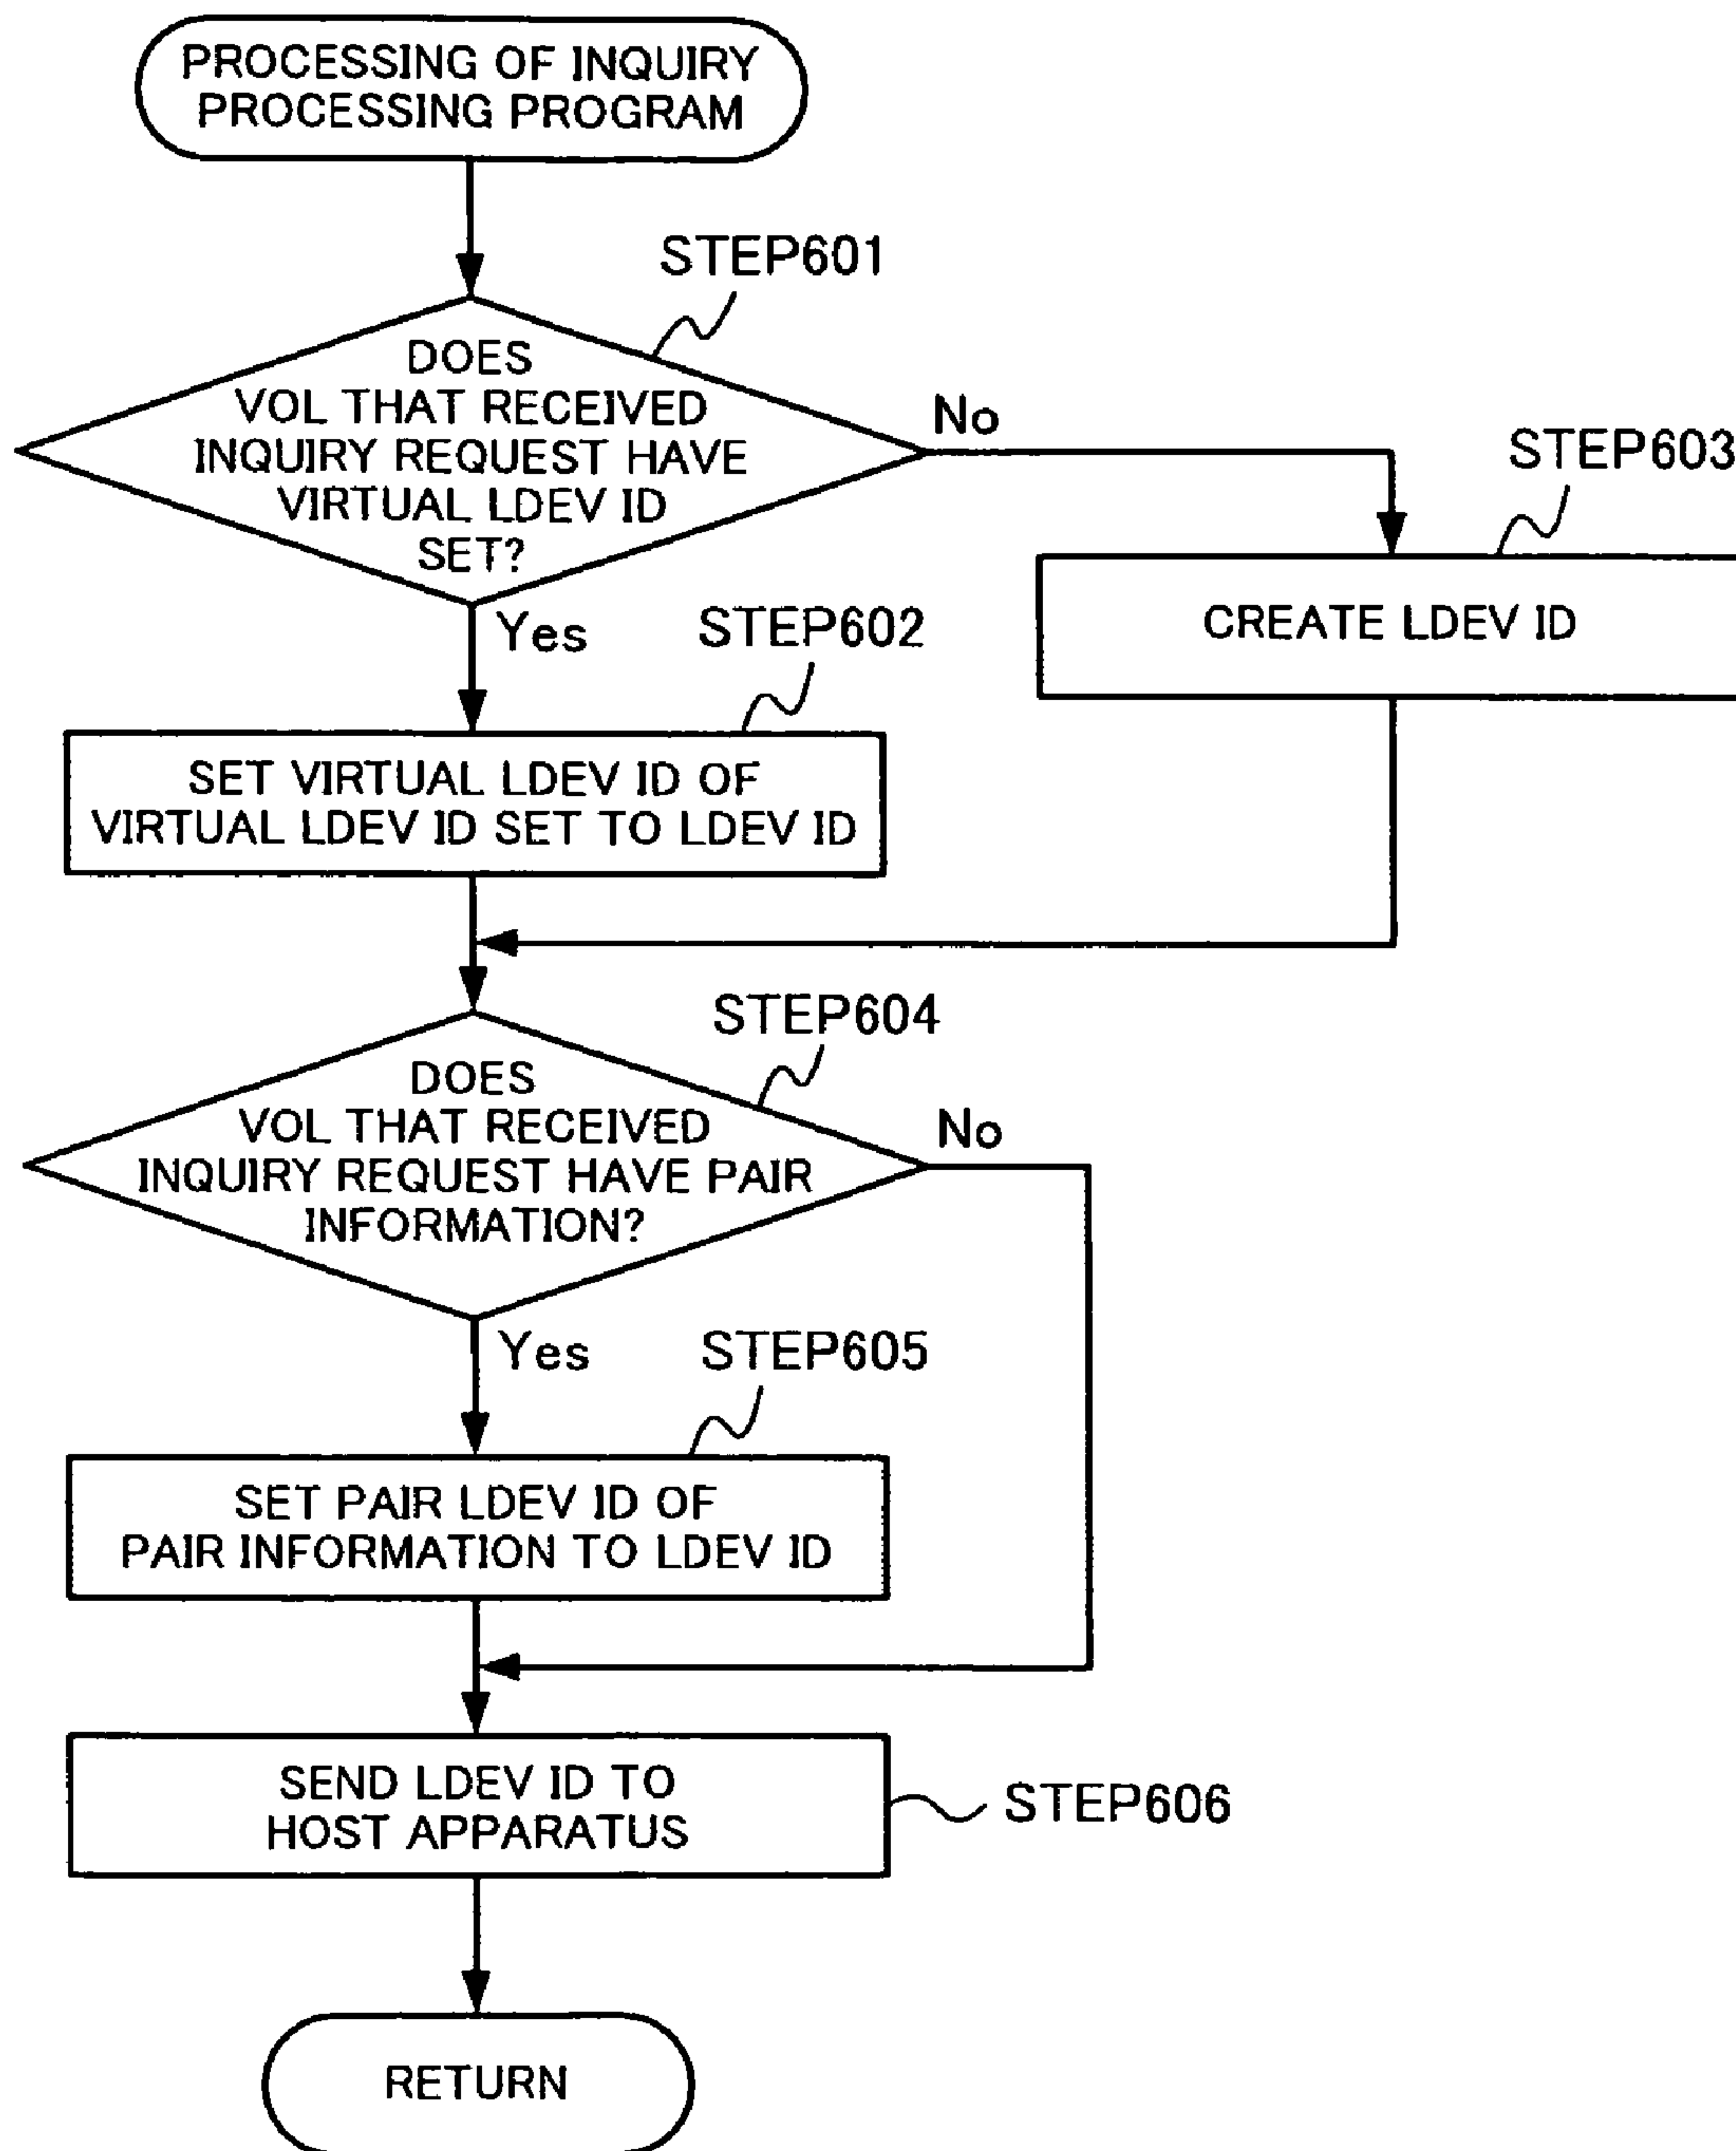 PROCESSING OF INQUIRY
PROCESSING PROGRAM
STEP601
DOES
VOL THAT RECEIVED
INQUIRY REQUEST HAVE
VIRTUAL LDEV ID
SET?
No
STEP603
CREATE LDEV ID
Yes
STEP602
SET VIRTUAL LDEV ID OF
VIRTUAL LDEV ID SET TO LDEV ID
STEP604
DOES
VOL THAT RECEIVED
INQUIRY REQUEST HAVE PAIR
INFORMATION?
No
Yes
STEP605
SET PAIR LDEV ID OF
PAIR INFORMATION TO LDEV ID
SEND LDEV ID TO
HOST APPARATUS
STEP606
RETURN